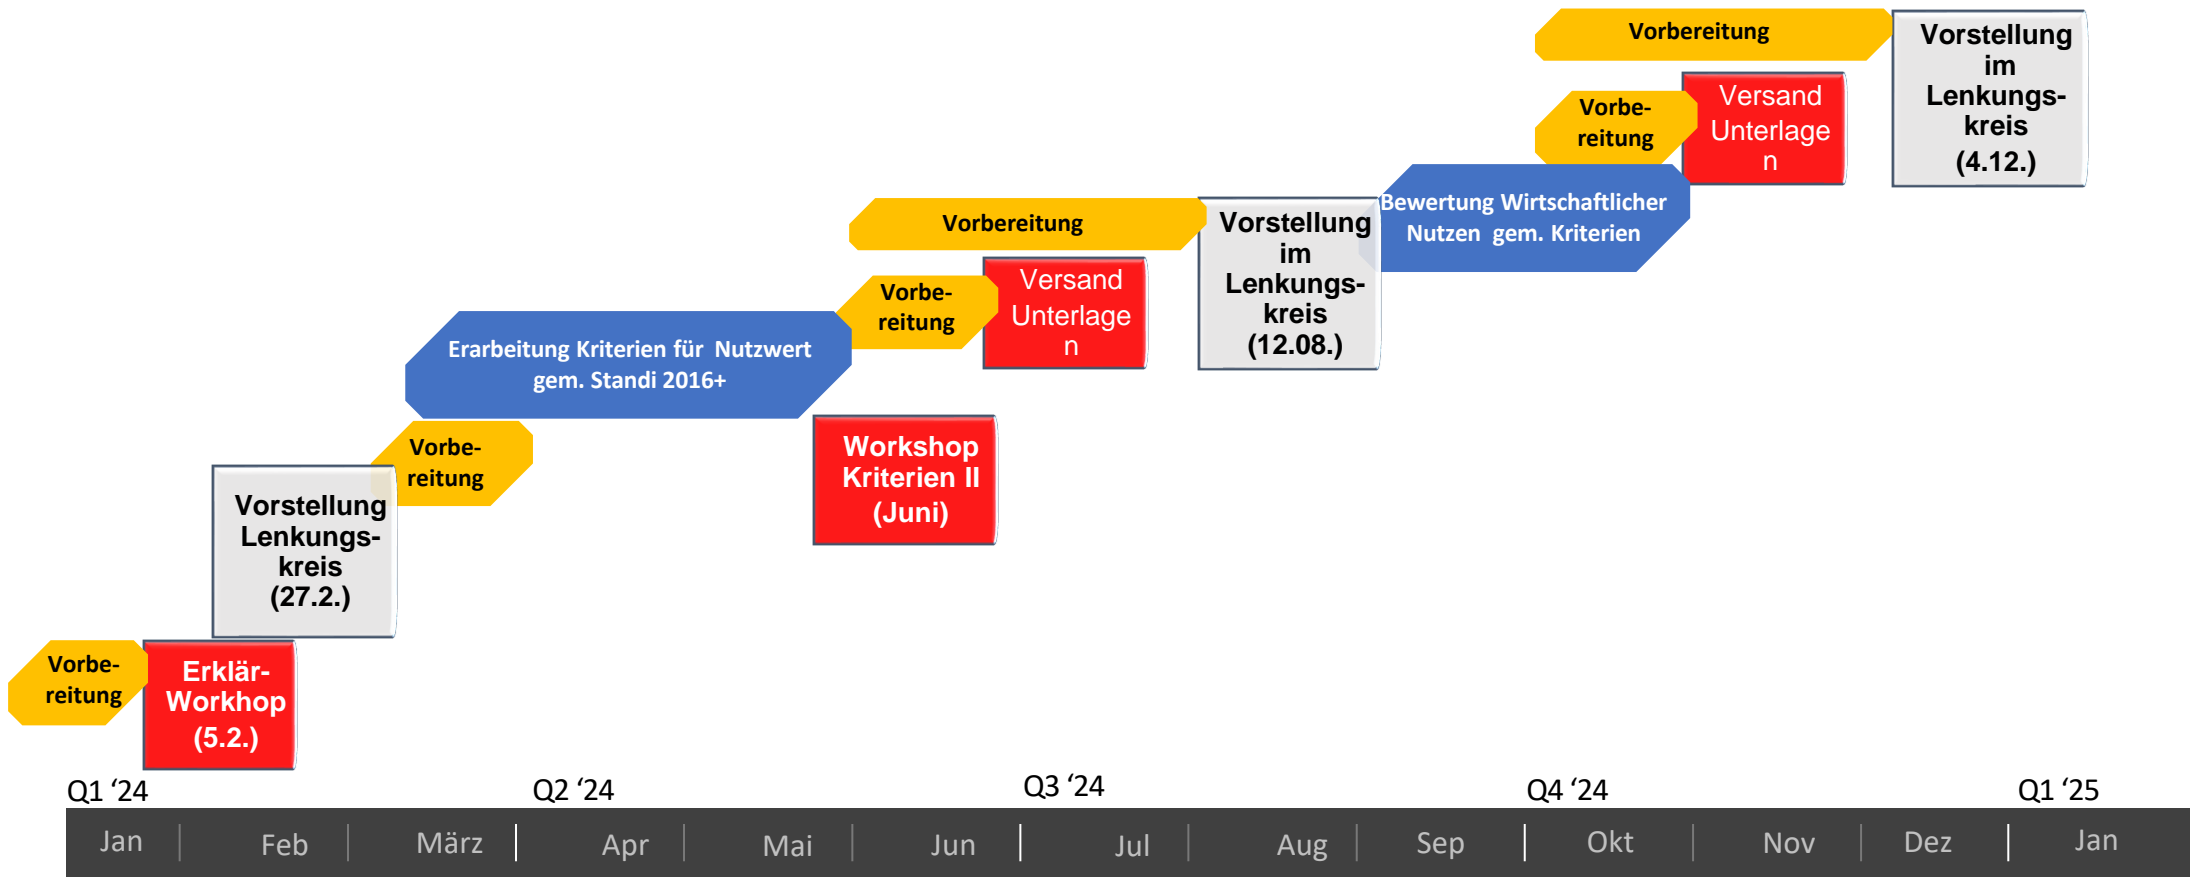 Vorbereitung
Vorstellung
im
Lenkungs-
kreis
(4.12.)
Vorbe-
reitung
Versand
Unterlage
n
Bewertung Wirtschaftlicher
Nutzen gem. Kriterien
Vorbereitung
Vorstellung
im
Lenkungs-
kreis
(12.08.)
Vorbe-
reitung
Versand
Unterlage
n
Erarbeitung Kriterien für Nutzwert
gem. Standi 2016+
Workshop
Kriterien II
(Juni)
Vorbe-
reitung
Vorstellung
Lenkungs-
kreis
(27.2.)
Vorbe-
reitung
Erklär-
Workhop
(5.2.)
Q1 ‘24
Q2 ‘24
Q3 ‘24
Q4 ‘24
Q1 ‘25
Jan
Feb
März
Apr
Mai
Jun
Jul
Aug
Sep
Okt
Nov
Dez
Jan